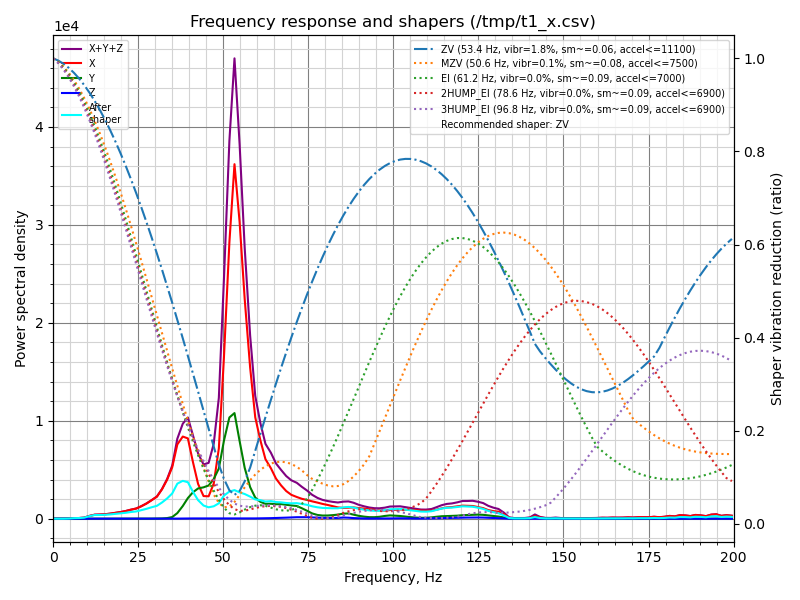 Frequency response and shapers (/tmp/t1_x.csv)
1e4
X+Y+Z
X
Y
Z
After
shaper
ZV (53.4 Hz, vibr=1.8%, sm~=0.06, accel<=11100)
MZV (50.6 Hz, vibr=0.1%, sm~=0.08, accel<=7500)
EI (61.2 Hz, vibr=0.0%, sm~=0.09, accel<=7000)
2HUMP_EI (78.6 Hz, vibr=0.0%, sm~=0.09, accel<=6900)
3HUMP_EI (96.8 Hz, vibr=0.0%, sm~=0.09, accel<=6900)
Recommended shaper: ZV
Power spectral density
4
3
2
1
0
1.0
0.8
0.6
0.4
0.2
0.0
Shaper vibration reduction (ratio)
0 25 50 75 100 125 150 175 200
Frequency, Hz